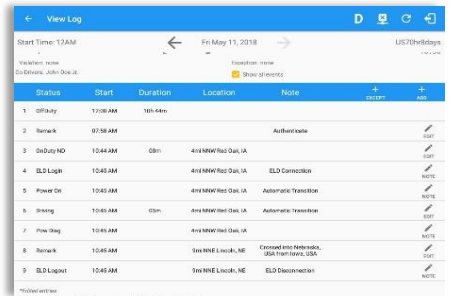 View Log D
Start Time: 12AM Fri May 11, 2018 US70hr8days
Violation: none Exception: none
Co-Drivers: John Doe Jr. Show all events
Status Start Duration Location Note + EXCEPT + ADD
1 OffDuty 12:00 AM 10h 44m
2 Remark 07:58 AM Authenticate EDIT
3 OnDuty ND 10:44 AM 00m 4mi NNW Red Oak, IA EDIT
4 ELD Login 10:45 AM 4mi NNW Red Oak, IA ELD Connection NOTE
5 Power On 10:45 AM 4mi NNW Red Oak, IA Automatic Transition NOTE
6 Driving 10:45 AM 4mi NNW Red Oak, IA Automatic Transition EDIT
7 Pow Diag 10:45 AM 4mi NNW Red Oak, IA NOTE
8 Remark 10:45 AM 9mi NNE Lincoln, NE Crossed into Nebraska, USA from Iowa, USA EDIT
9 ELD Logout 10:45 AM 9mi NNE Lincoln, NE ELD Disconnection NOTE
*Edited entries